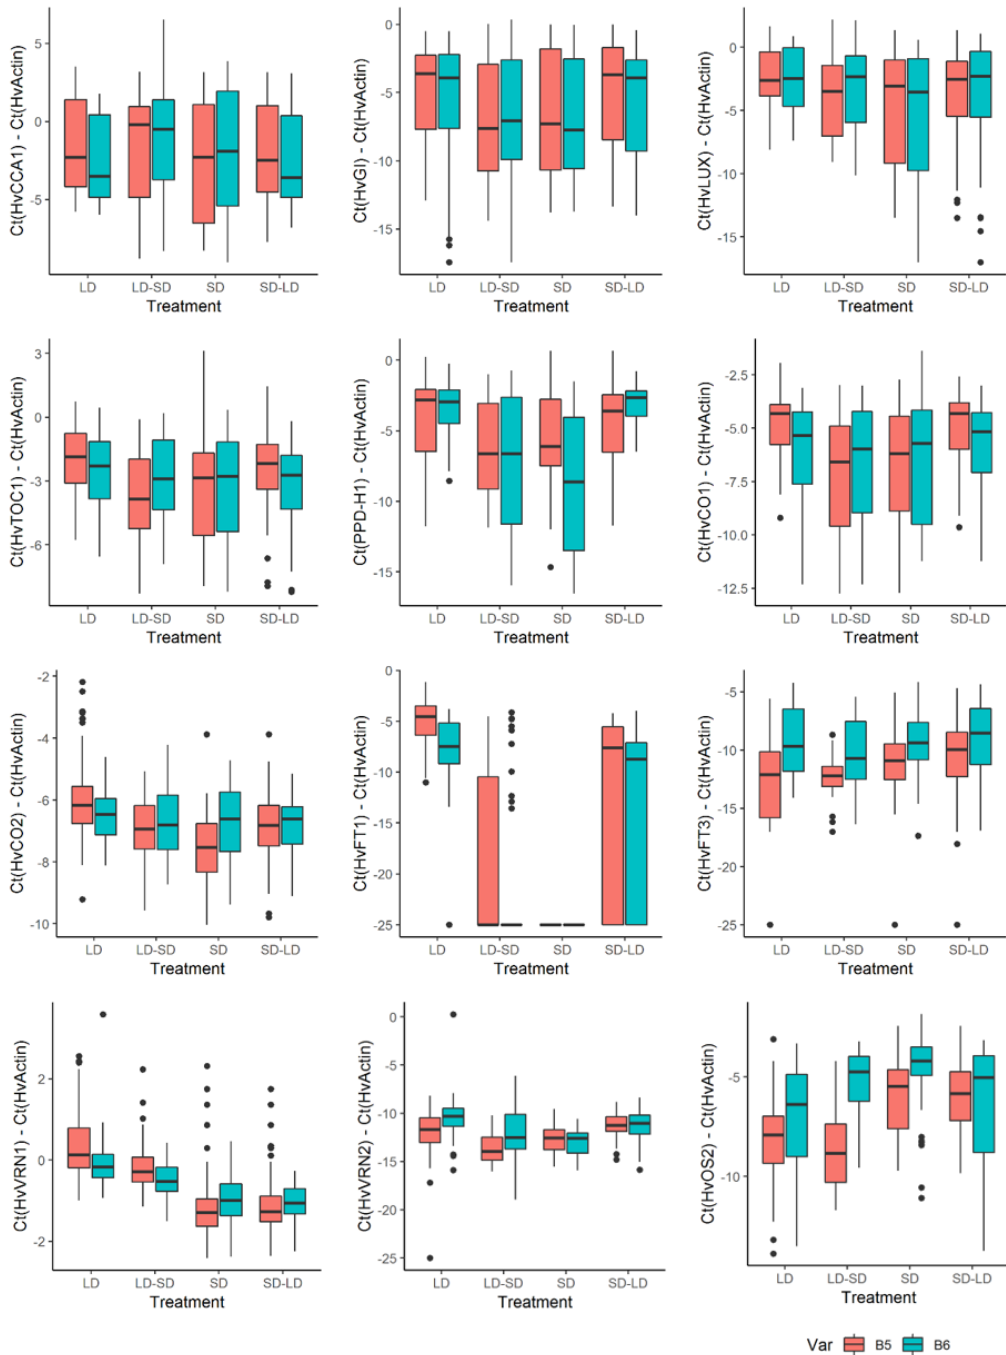 Ct(HvCCA1) - Ct(HvActin)
5
0
-5
LD LD-SD SD SD-LD
Treatment
Ct(HvGI) - Ct(HvActin)
0
-5
-10
-15
LD LD-SD SD SD-LD
Treatment
Ct(HvLUX) - Ct(HvActin)
0
-5
-10
-15
LD LD-SD SD SD-LD
Treatment
Ct(HvTOC1) - Ct(HvActin)
3
0
-3
-6
LD LD-SD SD SD-LD
Treatment
Ct(PPD-H1) - Ct(HvActin)
0
-5
-10
-15
LD LD-SD SD SD-LD
Treatment
Ct(HvCO1) - Ct(HvActin)
-2.5
-5.0
-7.5
-10.0
-12.5
LD LD-SD SD SD-LD
Treatment
Ct(HvCO2) - Ct(HvActin)
-2
-4
-6
-8
-10
LD LD-SD SD SD-LD
Treatment
Ct(HvFT1) - Ct(HvActin)
0
-5
-10
-15
-20
-25
LD LD-SD SD SD-LD
Treatment
Ct(HvFT3) - Ct(HvActin)
-5
-10
-15
-20
-25
LD LD-SD SD SD-LD
Treatment
Ct(HvVRN1) - Ct(HvActin)
2
0
-2
LD LD-SD SD SD-LD
Treatment
Ct(HvVRN2) - Ct(HvActin)
0
-5
-10
-15
-20
-25
LD LD-SD SD SD-LD
Treatment
Ct(HvOS2) - Ct(HvActin)
-5
-10
LD LD-SD SD SD-LD
Treatment
Var B5 B6